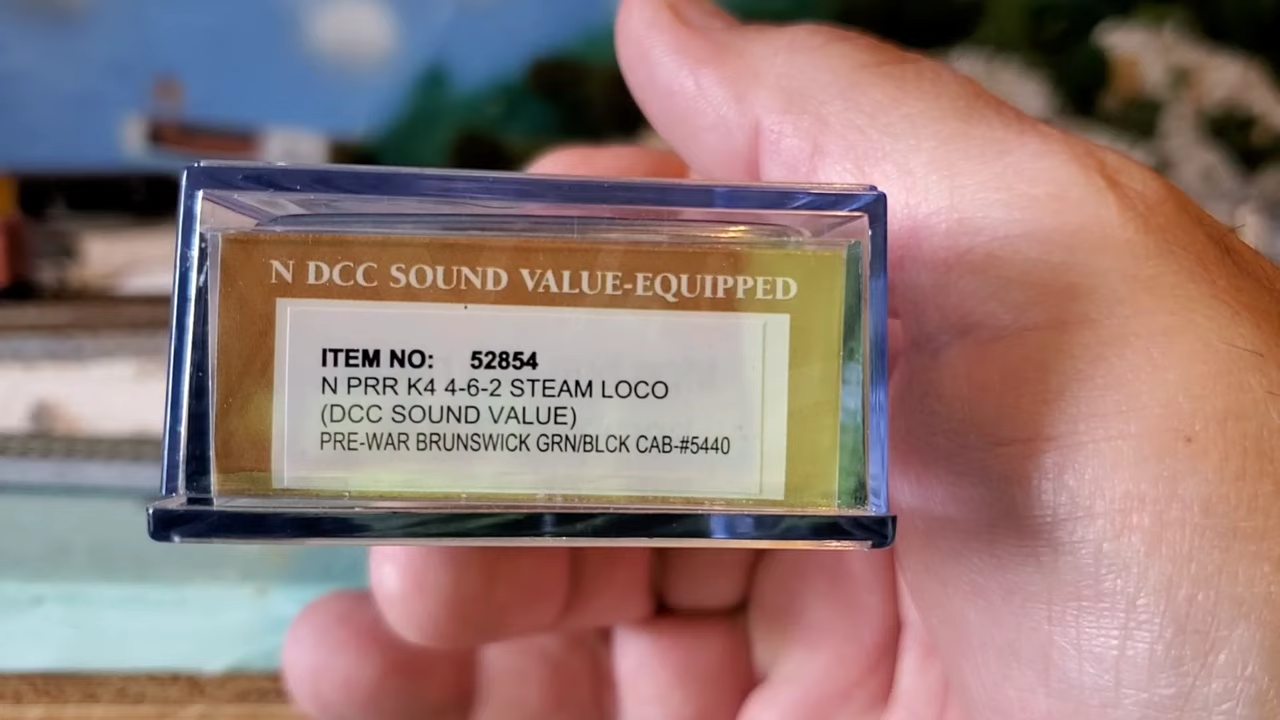 N DCC SOUND VALUE-EQUIPPED
ITEM NO: 52854
N PRR K4 4-6-2 STEAM LOCO
(DCC SOUND VALUE)
PRE-WAR BRUNSWICK GRN/BLCK CAB-#5440